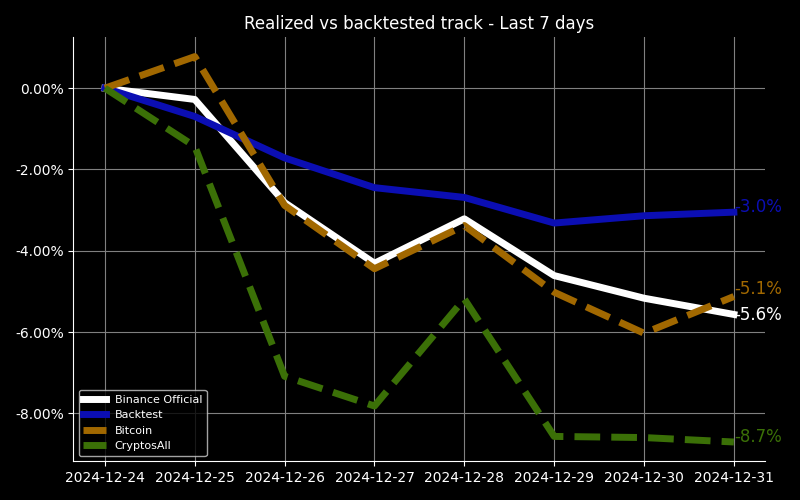 Realized vs backtested track - Last 7 days
0.00%
-2.00%
-4.00%
-6.00%
-8.00%
-3.0%
-5.1%
-5.6%
-8.7%
Binance Official
Backtest
Bitcoin
CryptosAll
2024-12-24 2024-12-25 2024-12-26 2024-12-27 2024-12-28 2024-12-29 2024-12-30 2024-12-31